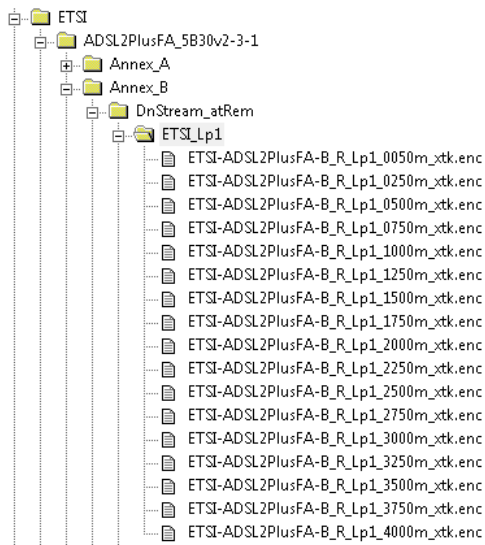 ETSI
ADSL2PlusFA_5B30v2-3-1
Annex_A
Annex_B
DnStream_atRem
ETSI_Lp1
ETSI-ADSL2PlusFA-B_R_Lp1_0050m_xtk.enc
ETSI-ADSL2PlusFA-B_R_Lp1_0250m_xtk.enc
ETSI-ADSL2PlusFA-B_R_Lp1_0500m_xtk.enc
ETSI-ADSL2PlusFA-B_R_Lp1_0750m_xtk.enc
ETSI-ADSL2PlusFA-B_R_Lp1_1000m_xtk.enc
ETSI-ADSL2PlusFA-B_R_Lp1_1250m_xtk.enc
ETSI-ADSL2PlusFA-B_R_Lp1_1500m_xtk.enc
ETSI-ADSL2PlusFA-B_R_Lp1_1750m_xtk.enc
ETSI-ADSL2PlusFA-B_R_Lp1_2000m_xtk.enc
ETSI-ADSL2PlusFA-B_R_Lp1_2250m_xtk.enc
ETSI-ADSL2PlusFA-B_R_Lp1_2500m_xtk.enc
ETSI-ADSL2PlusFA-B_R_Lp1_2750m_xtk.enc
ETSI-ADSL2PlusFA-B_R_Lp1_3000m_xtk.enc
ETSI-ADSL2PlusFA-B_R_Lp1_3250m_xtk.enc
ETSI-ADSL2PlusFA-B_R_Lp1_3500m_xtk.enc
ETSI-ADSL2PlusFA-B_R_Lp1_3750m_xtk.enc
ETSI-ADSL2PlusFA-B_R_Lp1_4000m_xtk.enc